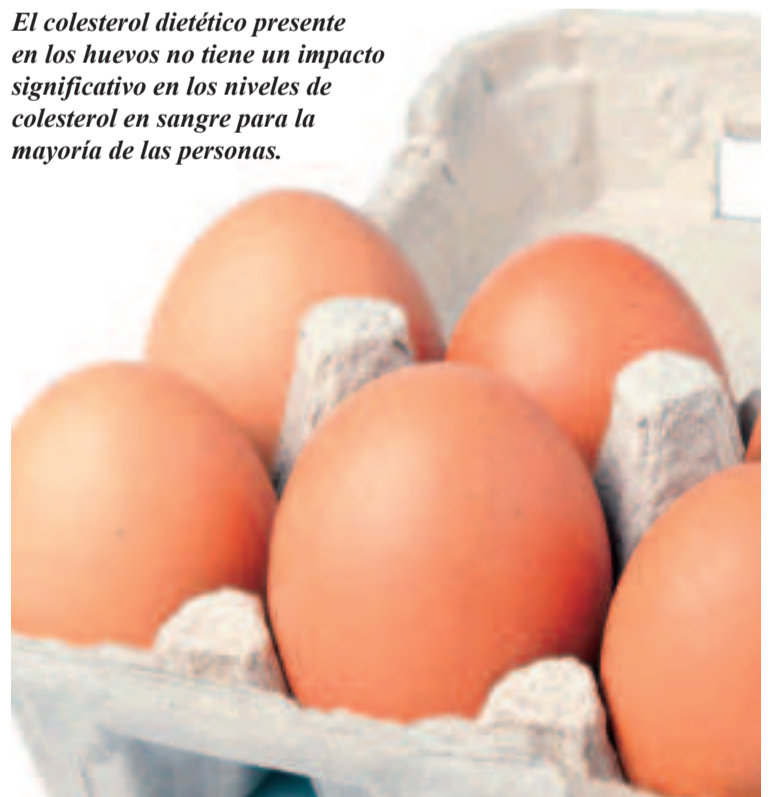 El colesterol dietético presente
en los huevos no tiene un impacto
significativo en los niveles de
colesterol en sangre para la
mayoría de las personas.